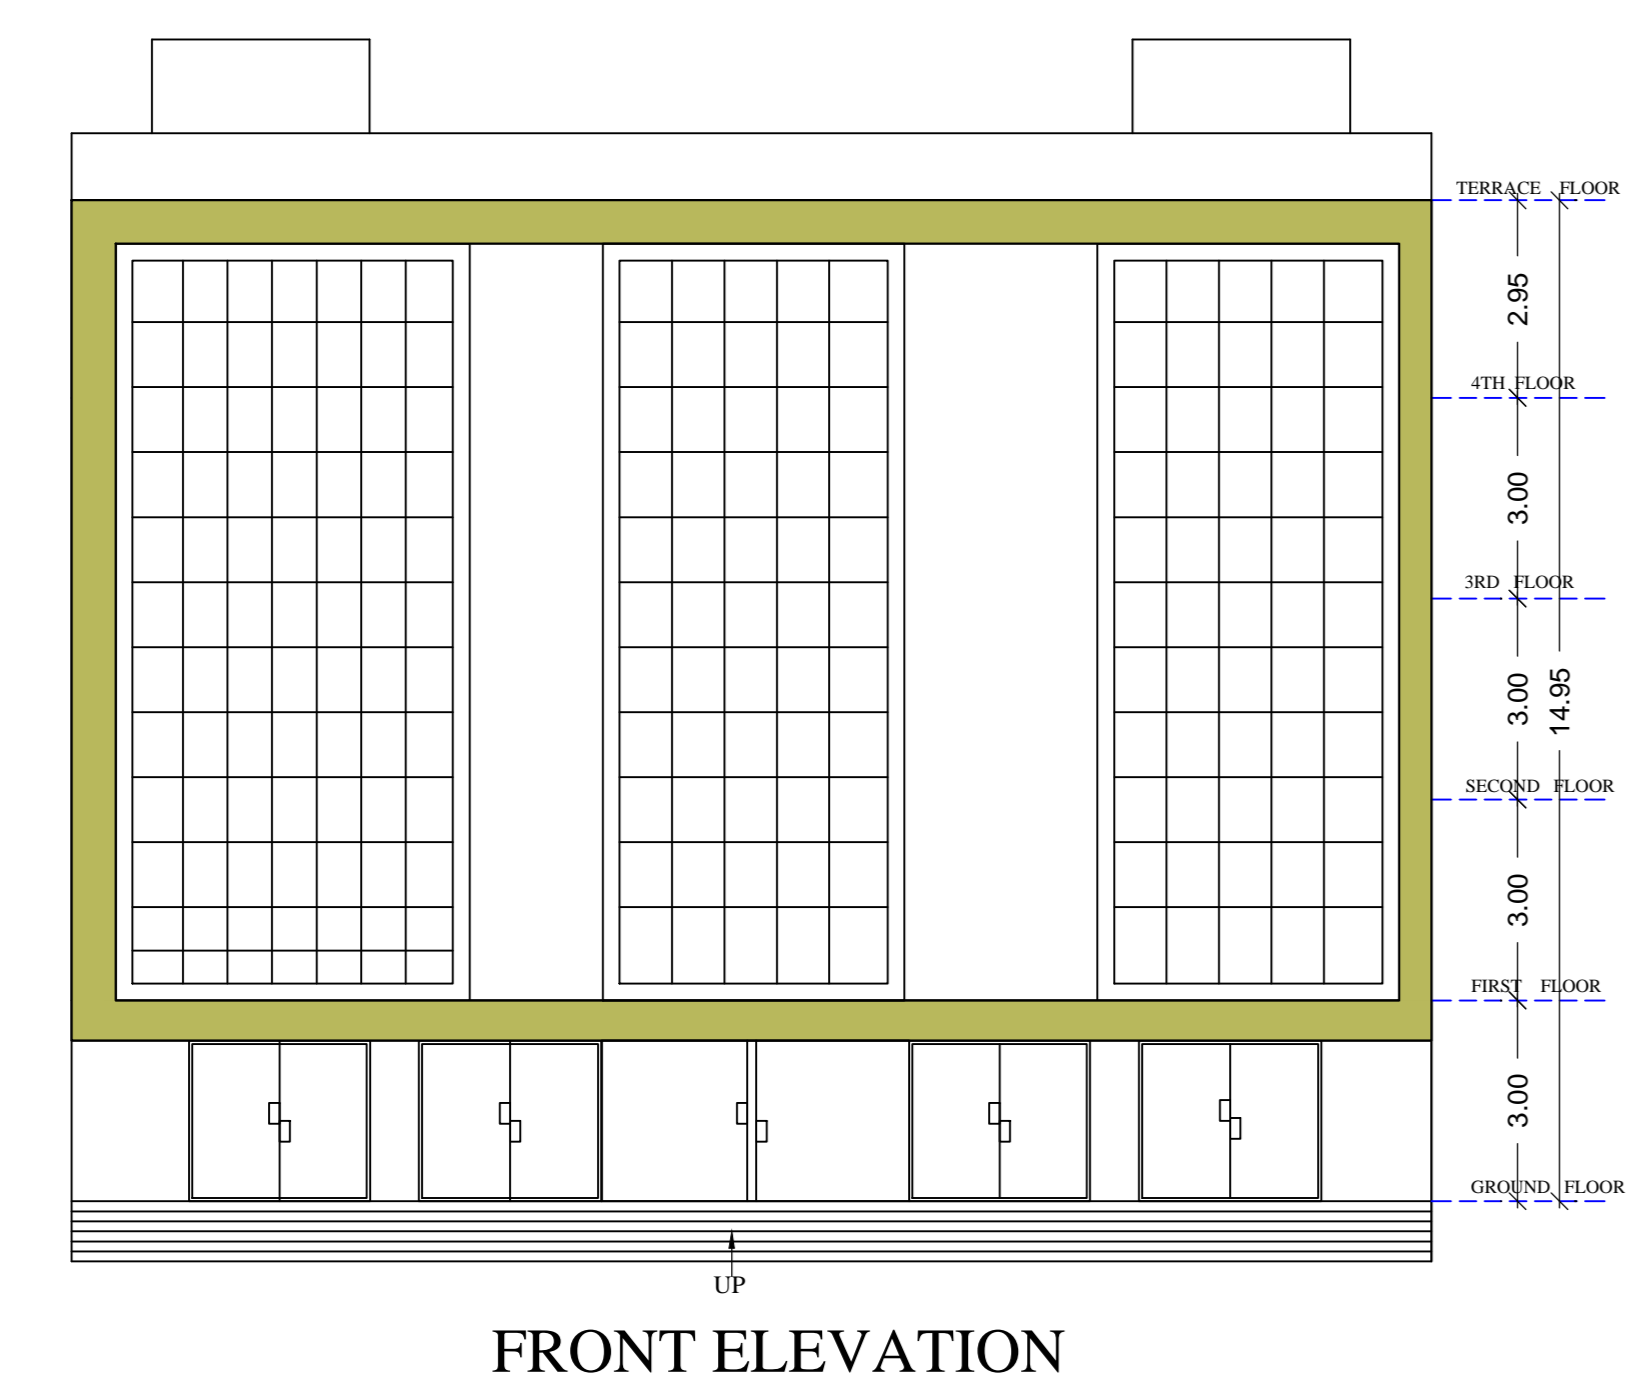 TERRACE FLOOR
2.95
4TH FLOOR
3.00
3RD FLOOR
3.00
14.95
SECOND FLOOR
3.00
FIRST FLOOR
3.00
GROUND FLOOR
UP
FRONT ELEVATION